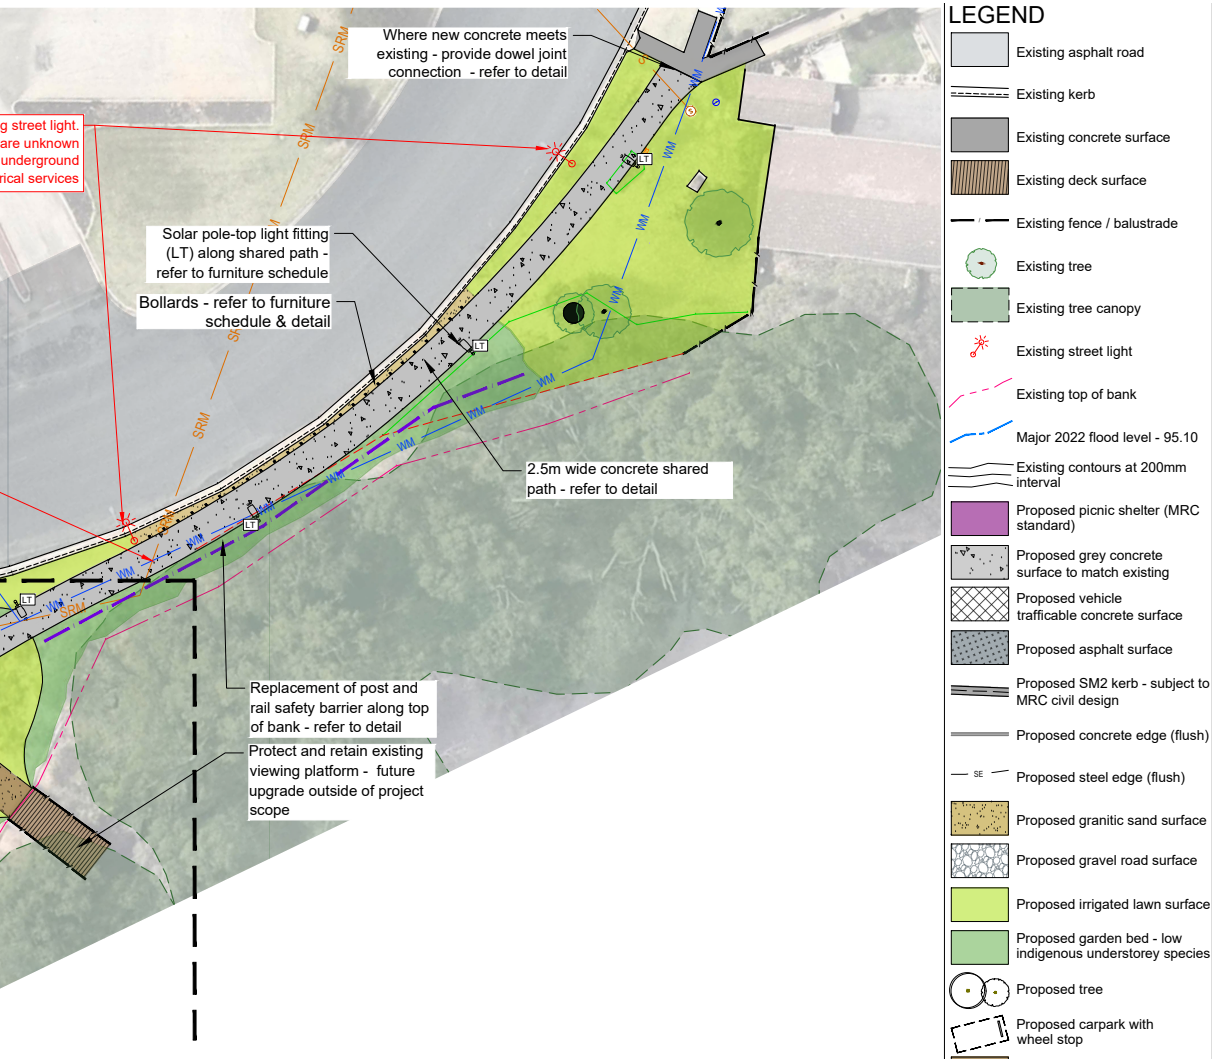 Where new concrete meets
existing - provide dowel joint
connection - refer to detail
g street light.
are unknown
underground
rical services
Solar pole-top light fitting
(LT) along shared path -
refer to furniture schedule
Bollards - refer to furniture
schedule & detail
2.5m wide concrete shared
path - refer to detail
Replacement of post and
rail safety barrier along top
of bank - refer to detail
Protect and retain existing
viewing platform - future
upgrade outside of project
scope
SRM
SRM
SRM
SRM
SRM
WM
WM
WM
WM
WM
WM
WM
WM
WM
WM
WM
LT
LT
LT
LT
S
LEGEND
Existing asphalt road
Existing kerb
Existing concrete surface
Existing deck surface
Existing fence / balustrade
Existing tree
Existing tree canopy
Existing street light
Existing top of bank
Major 2022 flood level - 95.10
Existing contours at 200mm
interval
Proposed picnic shelter (MRC
standard)
Proposed grey concrete
surface to match existing
Proposed vehicle
trafficable concrete surface
Proposed asphalt surface
Proposed SM2 kerb - subject to
MRC civil design
Proposed concrete edge (flush)
SE
Proposed steel edge (flush)
Proposed granitic sand surface
Proposed gravel road surface
Proposed irrigated lawn surface
Proposed garden bed - low
indigenous understorey species
Proposed tree
Proposed carpark with
wheel stop